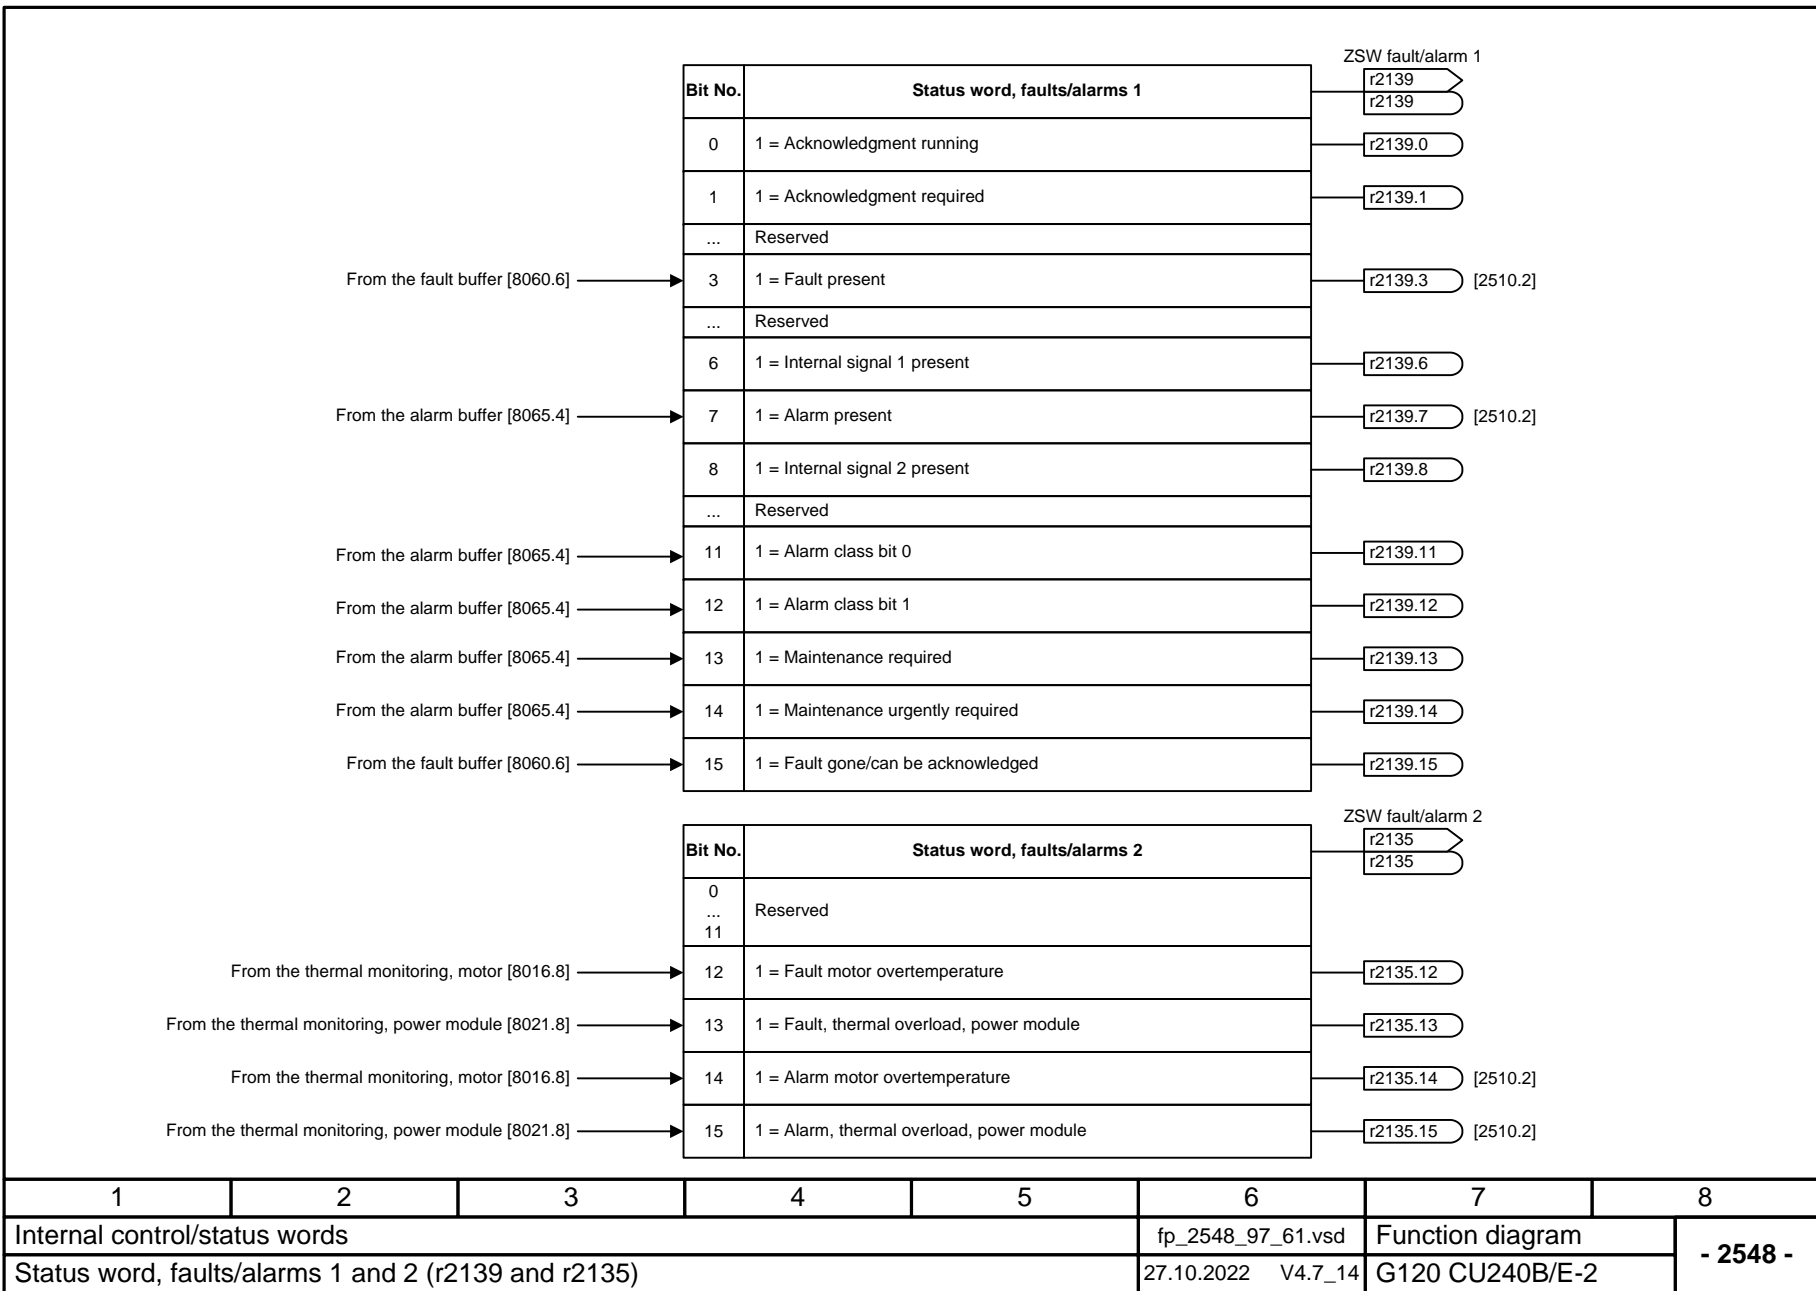 ZSW fault/alarm 1
Bit No. Status word, faults/alarms 1 r2139
r2139
0 1 = Acknowledgment running r2139.0
1 1 = Acknowledgment required r2139.1
... Reserved
From the fault buffer [8060.6] 3 1 = Fault present r2139.3 [2510.2]
... Reserved
6 1 = Internal signal 1 present r2139.6
From the alarm buffer [8065.4] 7 1 = Alarm present r2139.7 [2510.2]
8 1 = Internal signal 2 present r2139.8
... Reserved
From the alarm buffer [8065.4] 11 1 = Alarm class bit 0 r2139.11
From the alarm buffer [8065.4] 12 1 = Alarm class bit 1 r2139.12
From the alarm buffer [8065.4] 13 1 = Maintenance required r2139.13
From the alarm buffer [8065.4] 14 1 = Maintenance urgently required r2139.14
From the fault buffer [8060.6] 15 1 = Fault gone/can be acknowledged r2139.15
ZSW fault/alarm 2
Bit No. Status word, faults/alarms 2 r2135
r2135
0
... Reserved
11
From the thermal monitoring, motor [8016.8] 12 1 = Fault motor overtemperature r2135.12
From the thermal monitoring, power module [8021.8] 13 1 = Fault, thermal overload, power module r2135.13
From the thermal monitoring, motor [8016.8] 14 1 = Alarm motor overtemperature r2135.14 [2510.2]
From the thermal monitoring, power module [8021.8] 15 1 = Alarm, thermal overload, power module r2135.15 [2510.2]
1 2 3 4 5 6 7 8
Internal control/status words fp_2548_97_61.vsd Function diagram - 2548 -
Status word, faults/alarms 1 and 2 (r2139 and r2135) 27.10.2022 V4.7_14 G120 CU240B/E-2